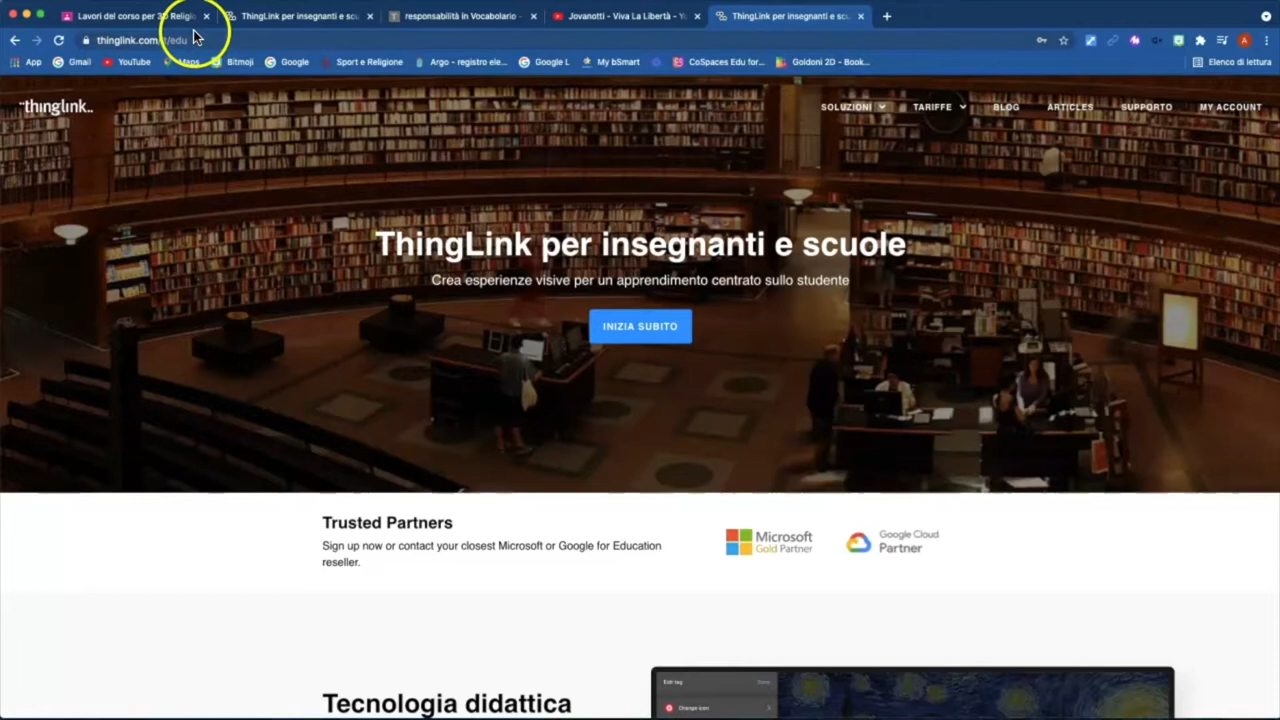 Lavori del corso per 3D Religio
ThingLink per insegnanti e scu
responsabilità in Vocabolario -
Jovanotti - Viva La Libertà - Yo
ThingLink per insegnanti e scu
thinglink.com/it/edu
App
Gmail
YouTube
Maps
Bitmoji
Google
Sport e Religione
Argo - registro ele...
Google L
My bSmart
CoSpaces Edu for...
Goldoni 2D - Book...
Elenco di lettura
thinglink..
SOLUZIONI
TARIFFE
BLOG
ARTICLES
SUPPORTO
MY ACCOUNT
ThingLink per insegnanti e scuole
Crea esperienze visive per un apprendimento centrato sullo studente
INIZIA SUBITO
Trusted Partners
Sign up now or contact your closest Microsoft or Google for Education
reseller.
Microsoft
Gold Partner
Google Cloud
Partner
Tecnologia didattica
Edit tag
Done
Change icon